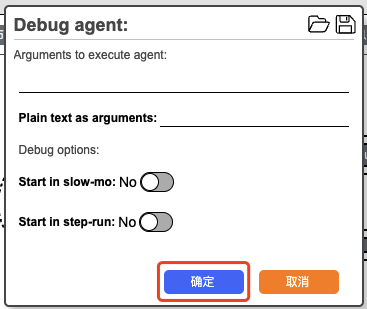 Debug agent:
Arguments to execute agent:
Plain text as arguments:
Debug options:
Start in slow-mo: No
Start in step-run: No
确定 取消